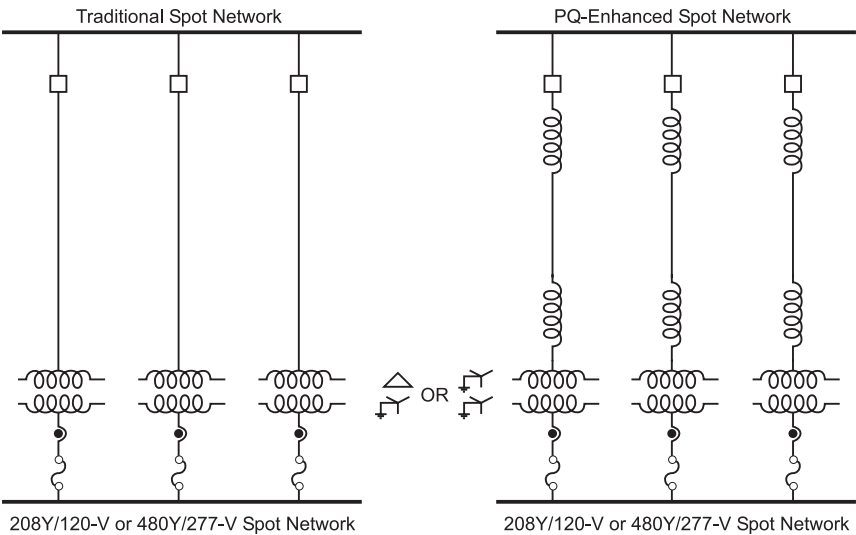 Traditional Spot Network
PQ-Enhanced Spot Network
OR
208Y/120-V or 480Y/277-V Spot Network
208Y/120-V or 480Y/277-V Spot Network